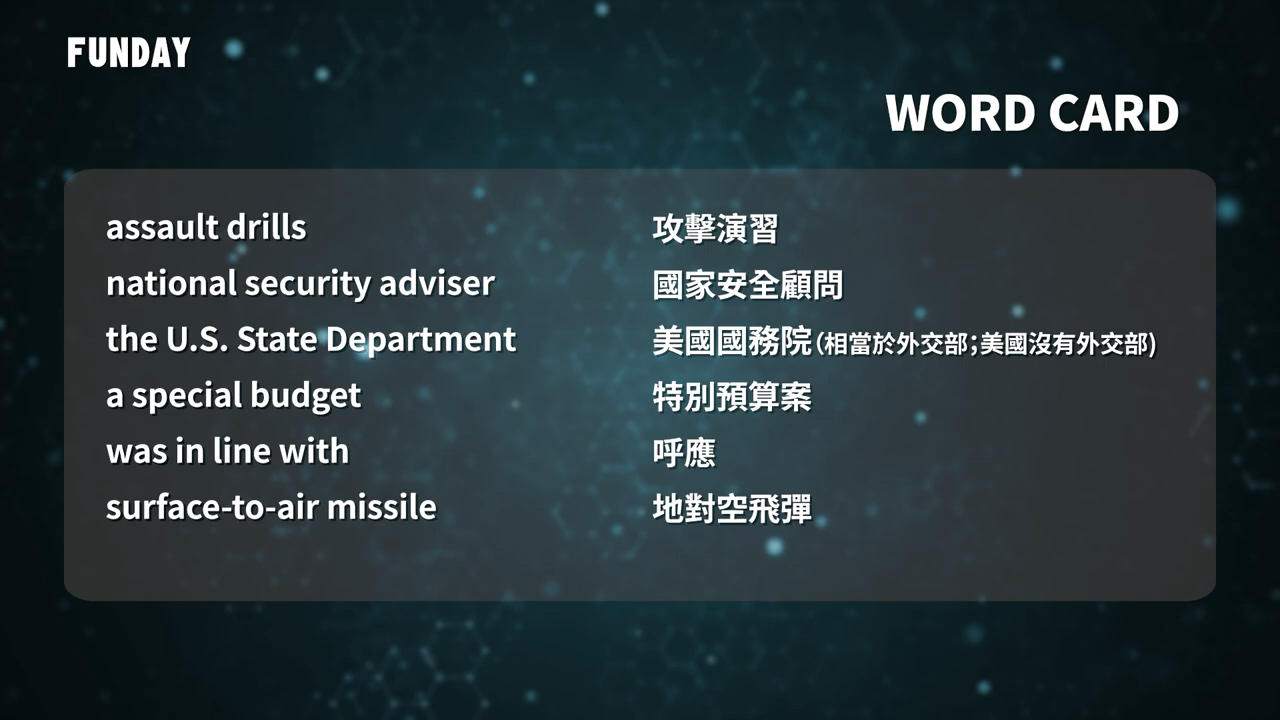 FUNDAY
WORD CARD
assault drills 攻擊演習
national security adviser 國家安全顧問
the U.S. State Department 美國國務院(相當於外交部;美國沒有外交部)
a special budget 特別預算案
was in line with 呼應
surface-to-air missile 地對空飛彈